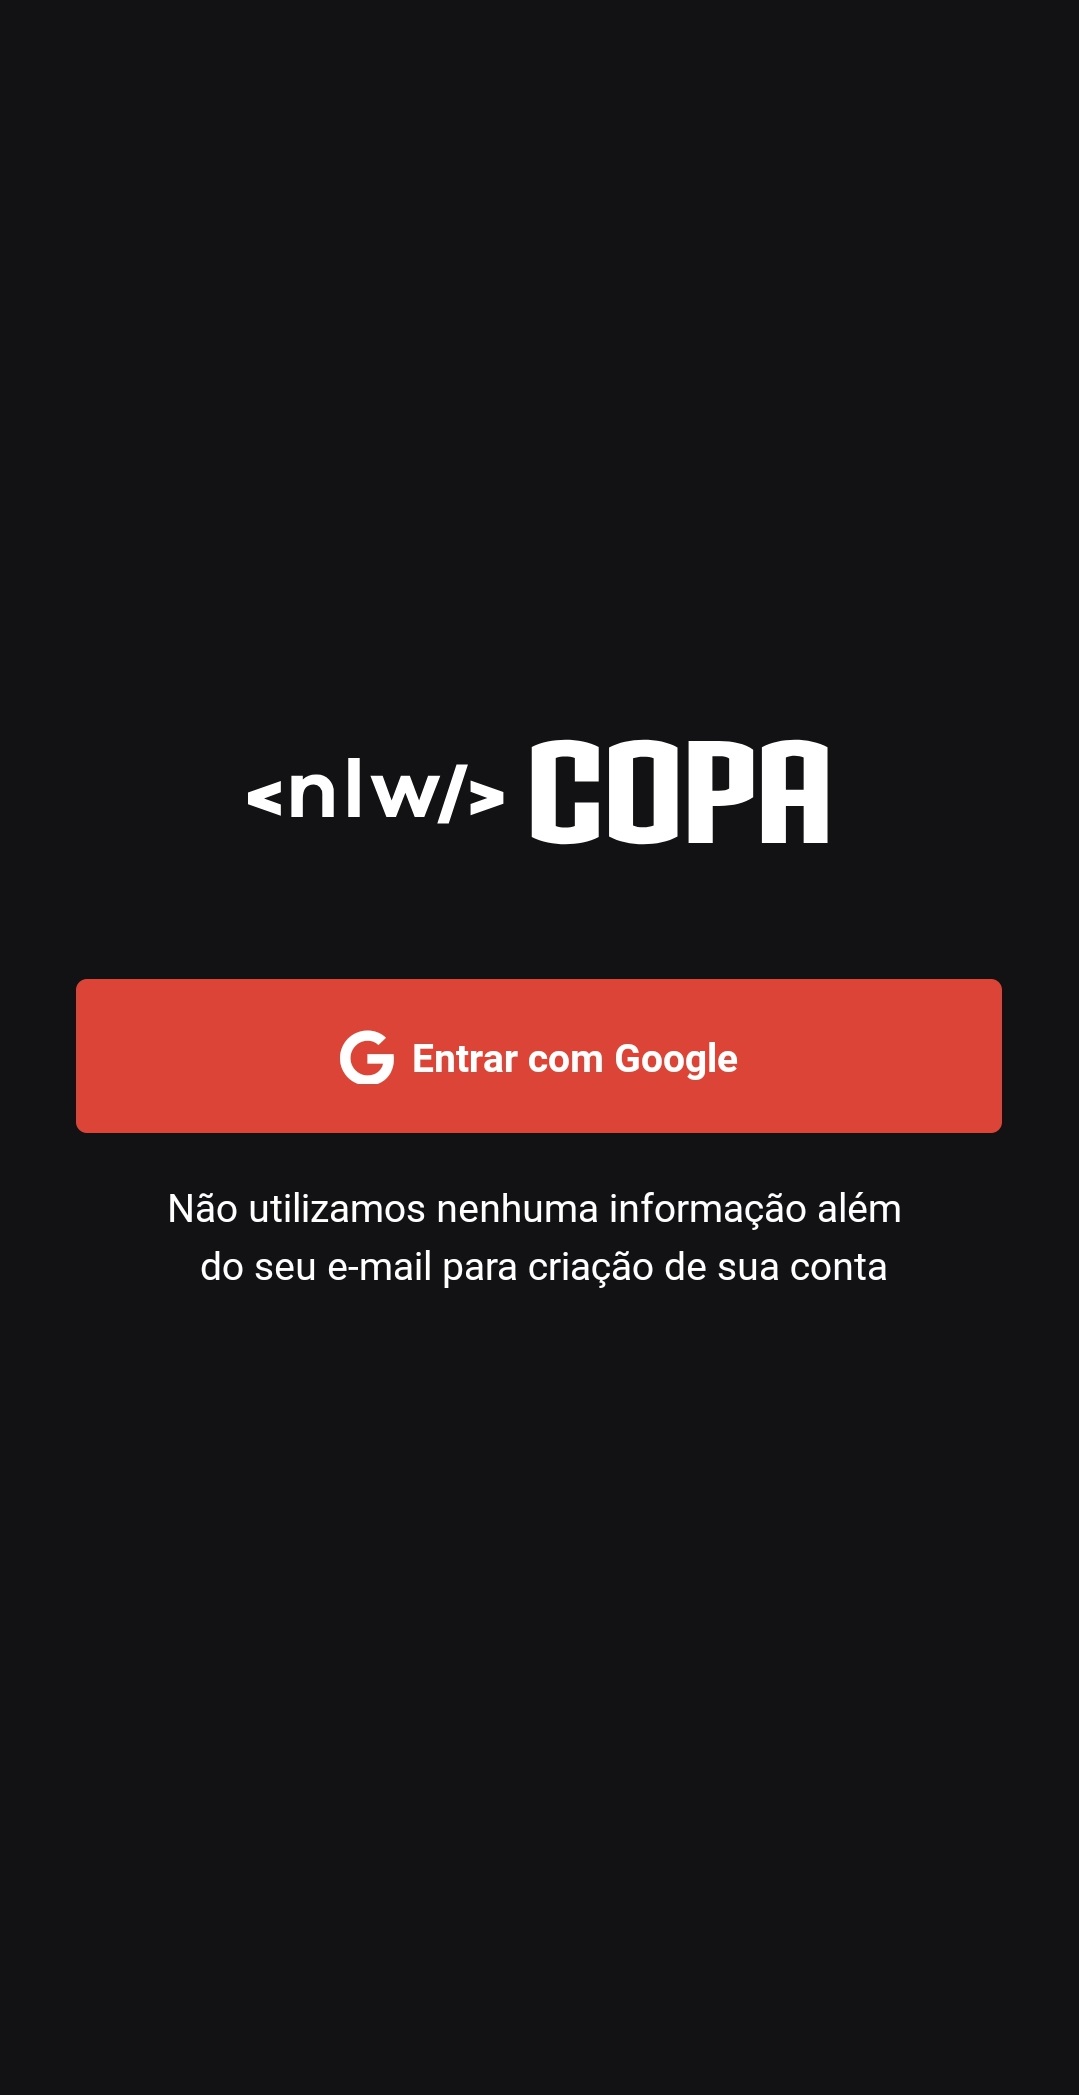 <nlw/> COPA
Entrar com Google
Não utilizamos nenhuma informação além
do seu e-mail para criação de sua conta